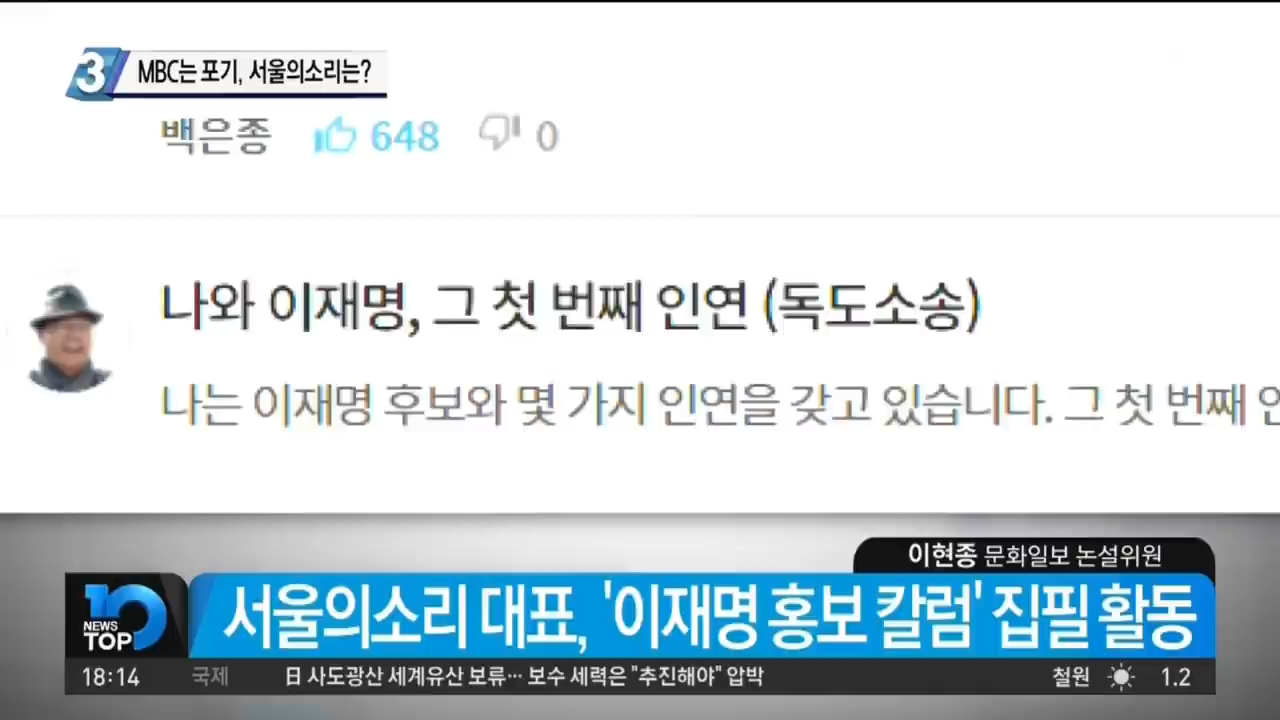 3 MBC는 포기, 서울의소리는?
백은종 648 0
나와 이재명, 그 첫 번째 인연 (독도소송)
나는 이재명 후보와 몇 가지 인연을 갖고 있습니다. 그 첫 번째
이현종 문화일보 논설위원
10 NEWS TOP
서울의소리 대표, '이재명 홍보 칼럼' 집필 활동
18:14 국제 日 사도광산 세계유산 보류… 보수 세력은 "추진해야" 압박 철원 1.2